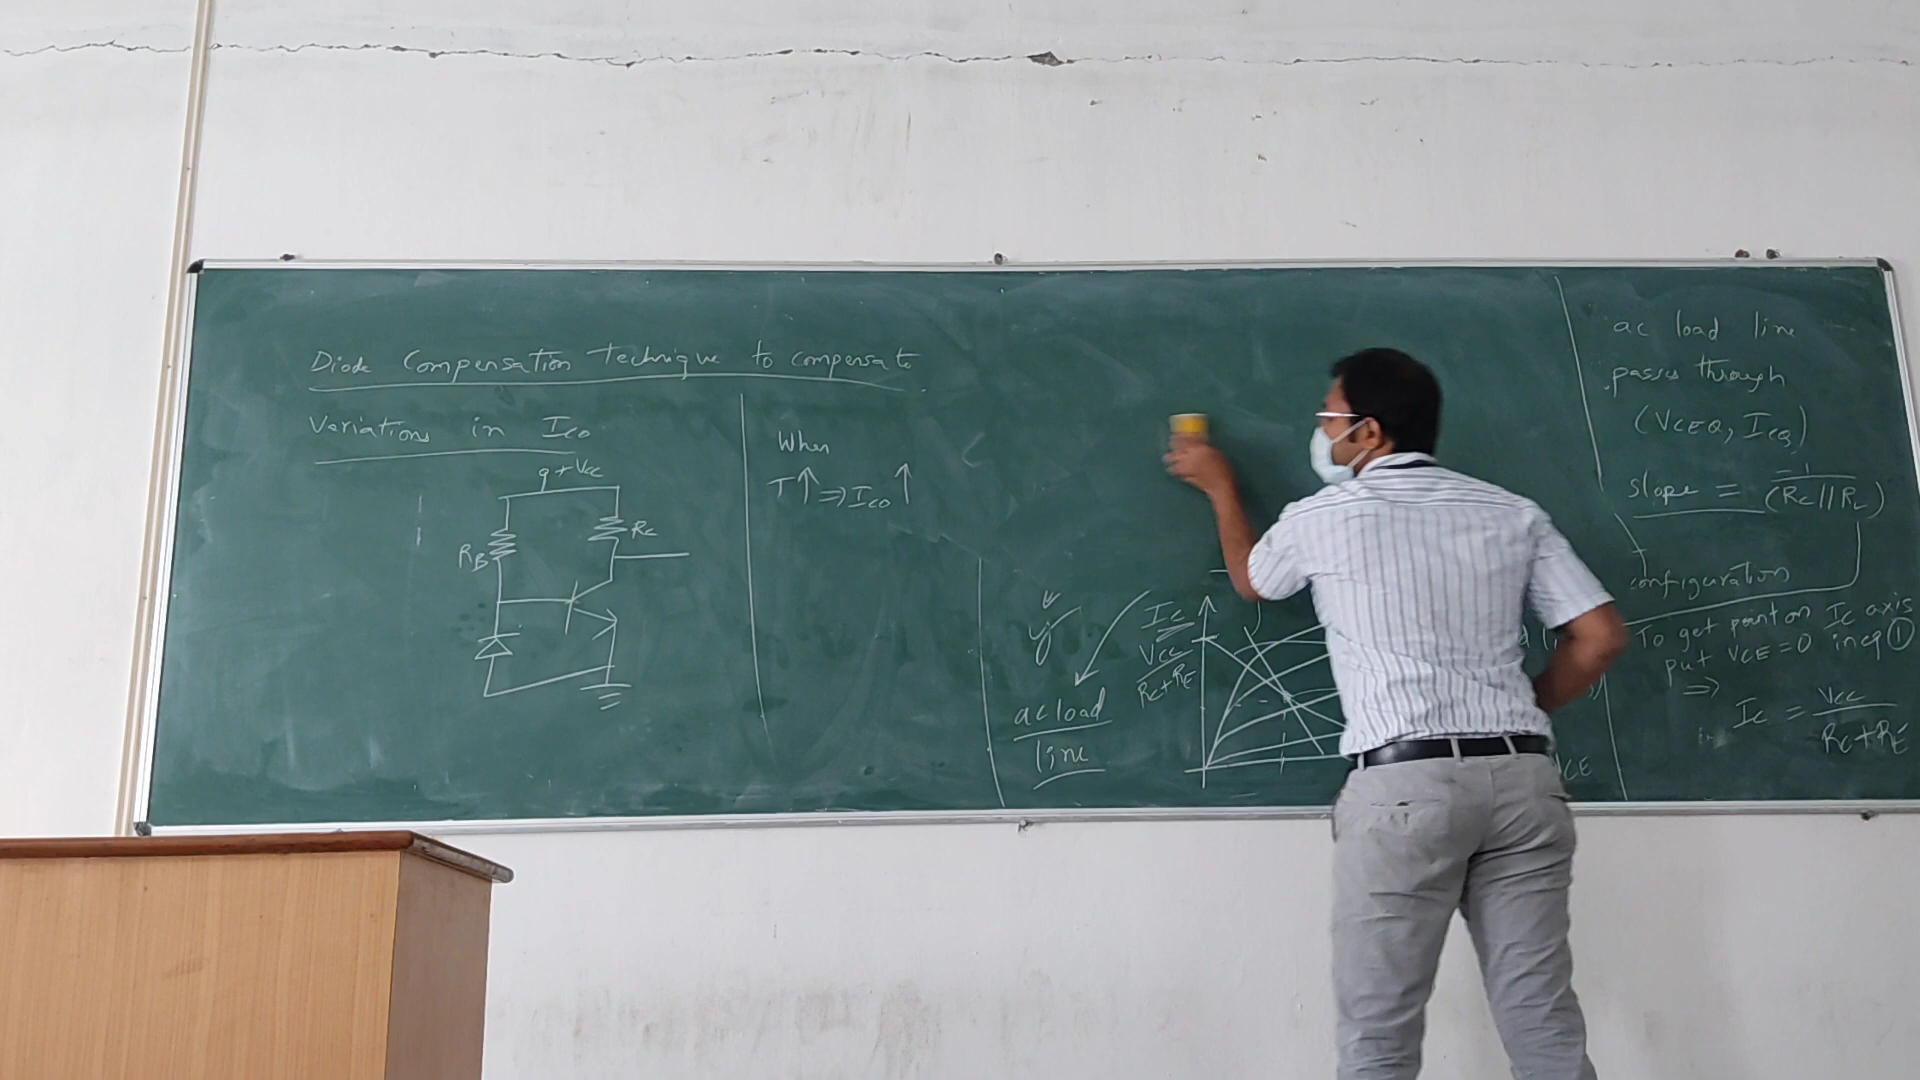 Diode Compensation Technique to compensate
Variations in Ico
+Vcc
RB
Rc
When
T↑ ⇒ Ico ↑
ac load
line
Ic
Vcc
Rc+RE
ac load line
passes through
(VCEQ, ICQ)
slope = -1
(Rc//RL)
configuration
To get point on Ic axis
put VCE=0 in eq ①
⇒
Ic = Vcc
Rc+RE